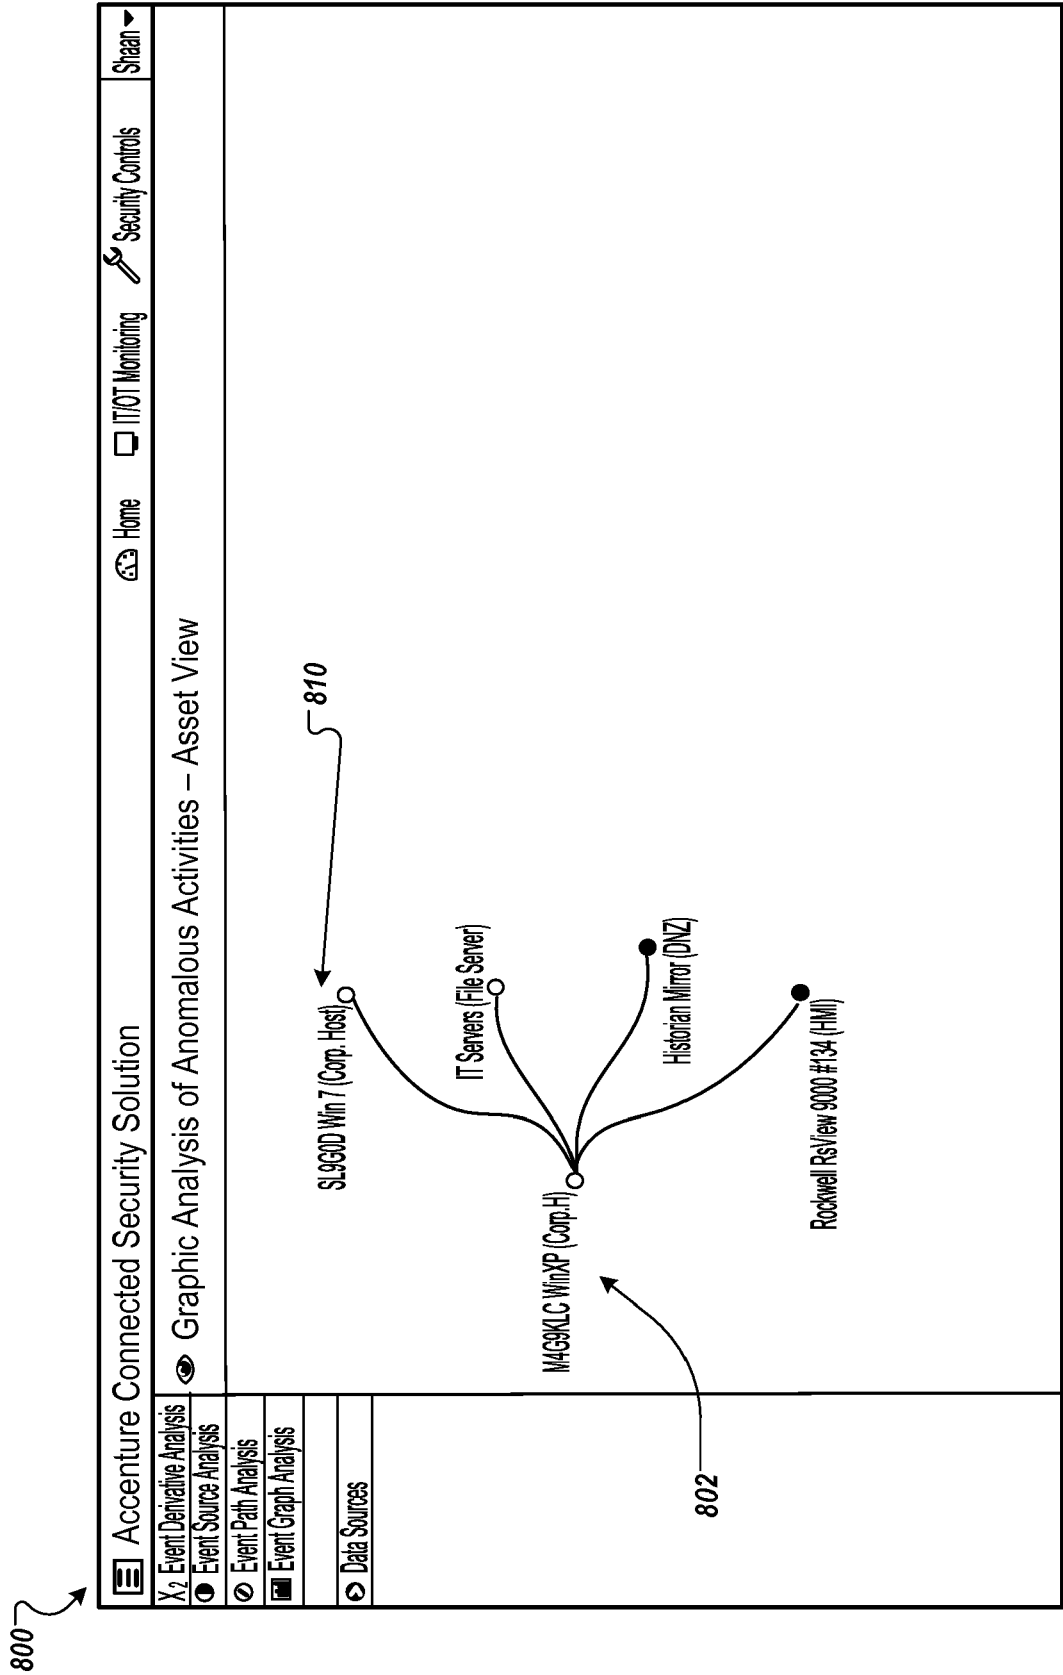 800
Accenture Connected Security Solution
Home
IT/OT Monitoring
Security Controls
Shaan
X2 Event Derivative Analysis
Event Source Analysis
Event Path Analysis
Event Graph Analysis
Data Sources
Graphic Analysis of Anomalous Activities – Asset View
810
SL9G0D Win 7 (Corp. Host)
IT Servers (File Server)
M4G9KLC WinXP (Corp.H)
Historian Mirror (DNZ)
802
Rockwell RsView 9000 #134 (HMI)